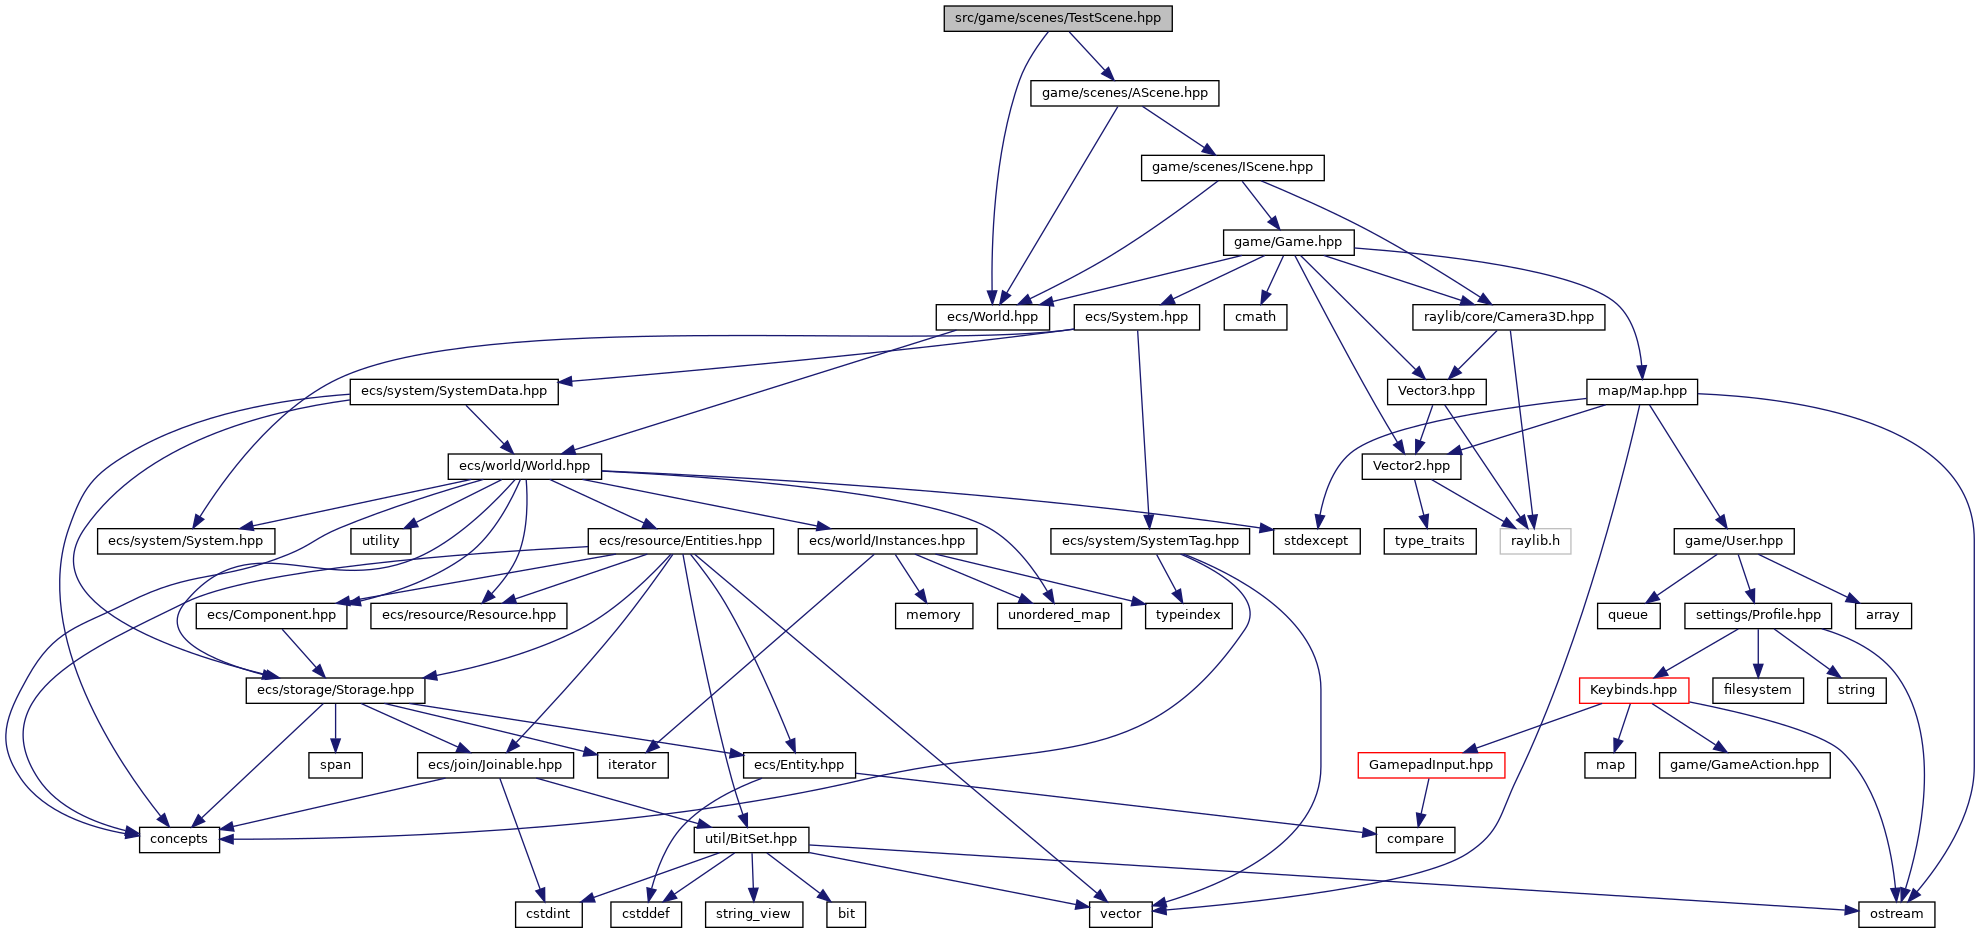 src/game/scenes/TestScene.hpp
game/scenes/AScene.hpp
game/scenes/IScene.hpp
game/Game.hpp
ecs/World.hpp
ecs/System.hpp
cmath
raylib/core/Camera3D.hpp
ecs/system/SystemData.hpp
Vector3.hpp
map/Map.hpp
ecs/world/World.hpp
Vector2.hpp
ecs/system/System.hpp
utility
ecs/resource/Entities.hpp
ecs/world/Instances.hpp
ecs/system/SystemTag.hpp
stdexcept
type_traits
raylib.h
game/User.hpp
ecs/Component.hpp
ecs/resource/Resource.hpp
memory
unordered_map
typeindex
queue
settings/Profile.hpp
array
ecs/storage/Storage.hpp
Keybinds.hpp
filesystem
string
span
ecs/join/Joinable.hpp
iterator
ecs/Entity.hpp
GamepadInput.hpp
map
game/GameAction.hpp
concepts
util/BitSet.hpp
compare
cstdint
cstddef
string_view
bit
vector
ostream